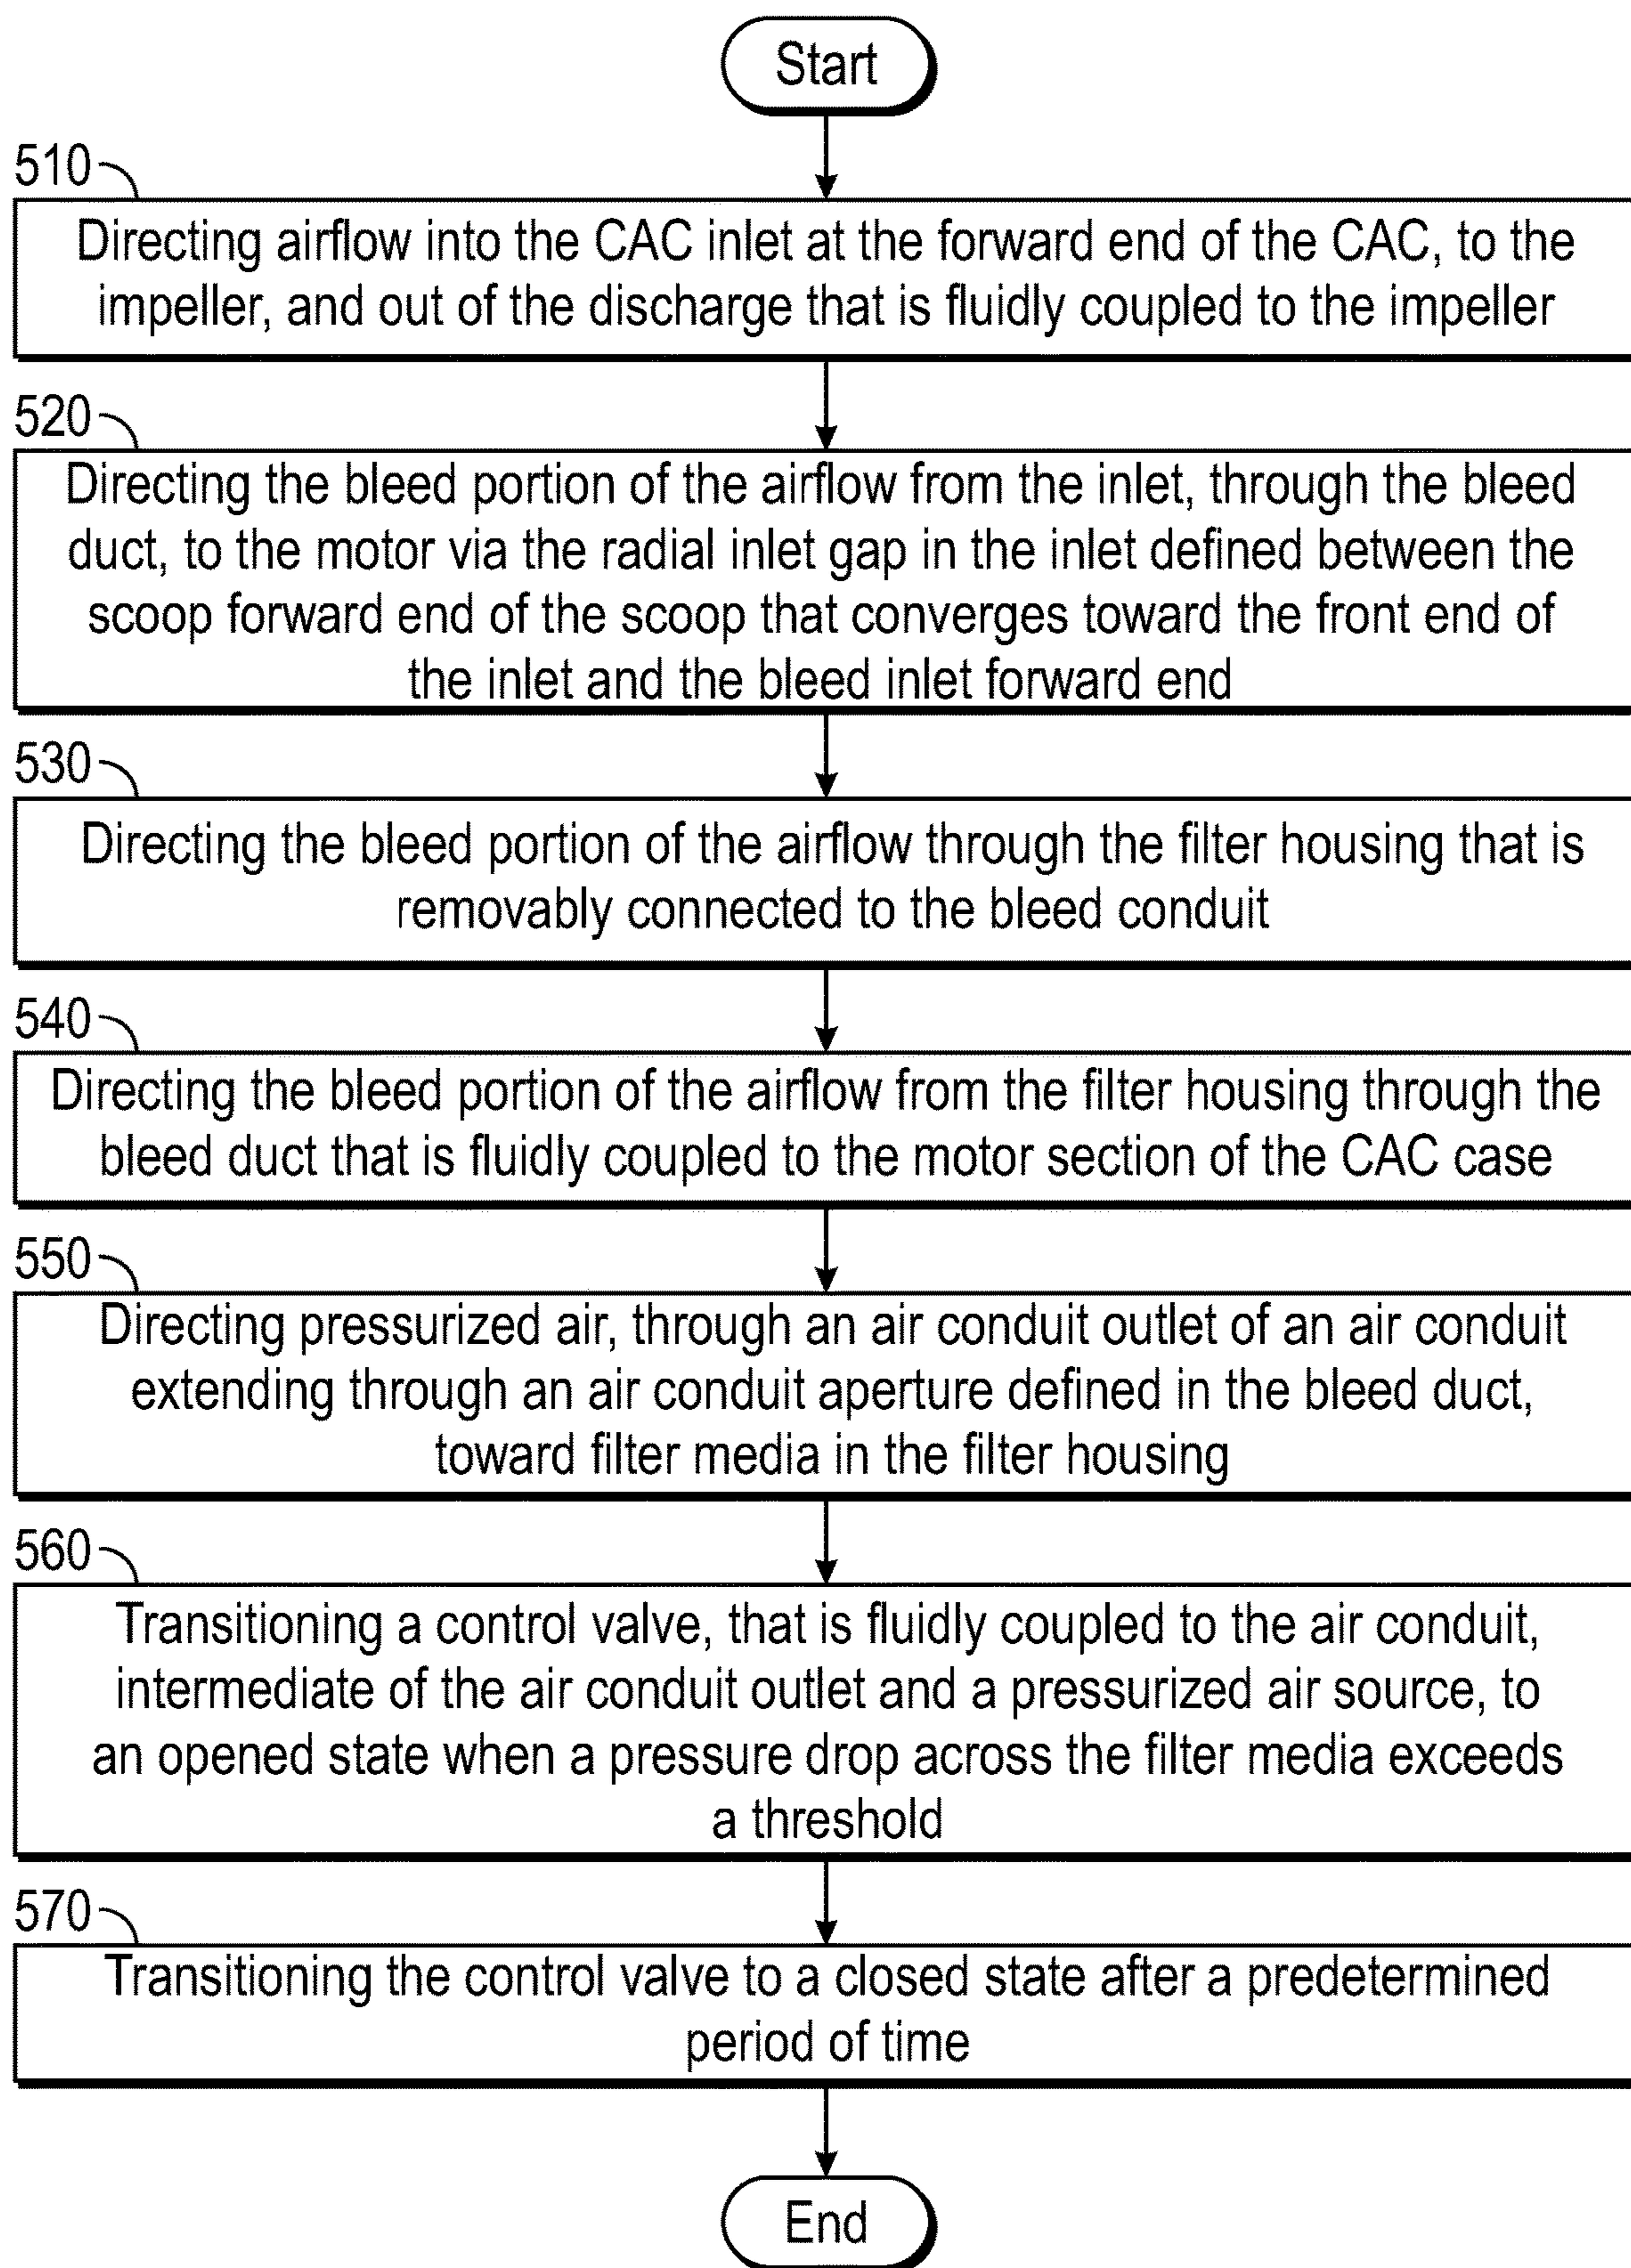 Start
510
Directing airflow into the CAC inlet at the forward end of the CAC, to the
impeller, and out of the discharge that is fluidly coupled to the impeller
520
Directing the bleed portion of the airflow from the inlet, through the bleed
duct, to the motor via the radial inlet gap in the inlet defined between the
scoop forward end of the scoop that converges toward the front end of
the inlet and the bleed inlet forward end
530
Directing the bleed portion of the airflow through the filter housing that is
removably connected to the bleed conduit
540
Directing the bleed portion of the airflow from the filter housing through the
bleed duct that is fluidly coupled to the motor section of the CAC case
550
Directing pressurized air, through an air conduit outlet of an air conduit
extending through an air conduit aperture defined in the bleed duct,
toward filter media in the filter housing
560
Transitioning a control valve, that is fluidly coupled to the air conduit,
intermediate of the air conduit outlet and a pressurized air source, to
an opened state when a pressure drop across the filter media exceeds
a threshold
570
Transitioning the control valve to a closed state after a predetermined
period of time
End